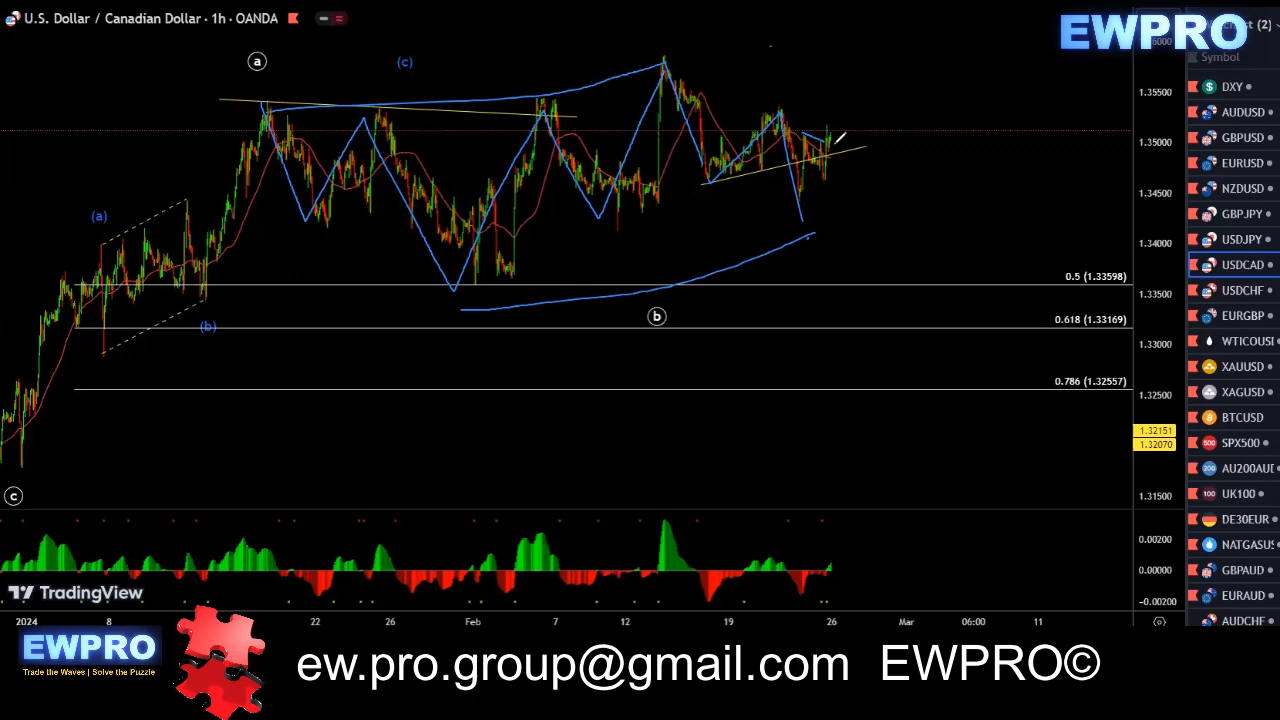 U.S. Dollar / Canadian Dollar · 1h · OANDA
EWPRO
(2)
Symbol
DXY
AUDUSD
GBPUSD
EURUSD
NZDUSD
GBPJPY
USDJPY
USDCAD
USDCHF
EURGBP
WTICOUSI
XAUUSD
XAGUSD
BTCUSD
SPX500
AU200AUD
UK100
DE30EUR
NATGASUS
GBPAUD
EURAUD
AUDCHF
1.35500
1.35000
1.34500
1.34000
1.33500
1.33000
1.32500
1.32151
1.32070
1.31500
0.00200
0.00000
−0.00200
a
(c)
(a)
(b)
b
c
0.5 (1.33598)
0.618 (1.33169)
0.786 (1.32557)
TradingView
2024
8
22
26
Feb
7
12
19
26
Mar
06:00
11
EWPRO
Trade the Waves | Solve the Puzzle
ew.pro.group@gmail.com EWPRO©